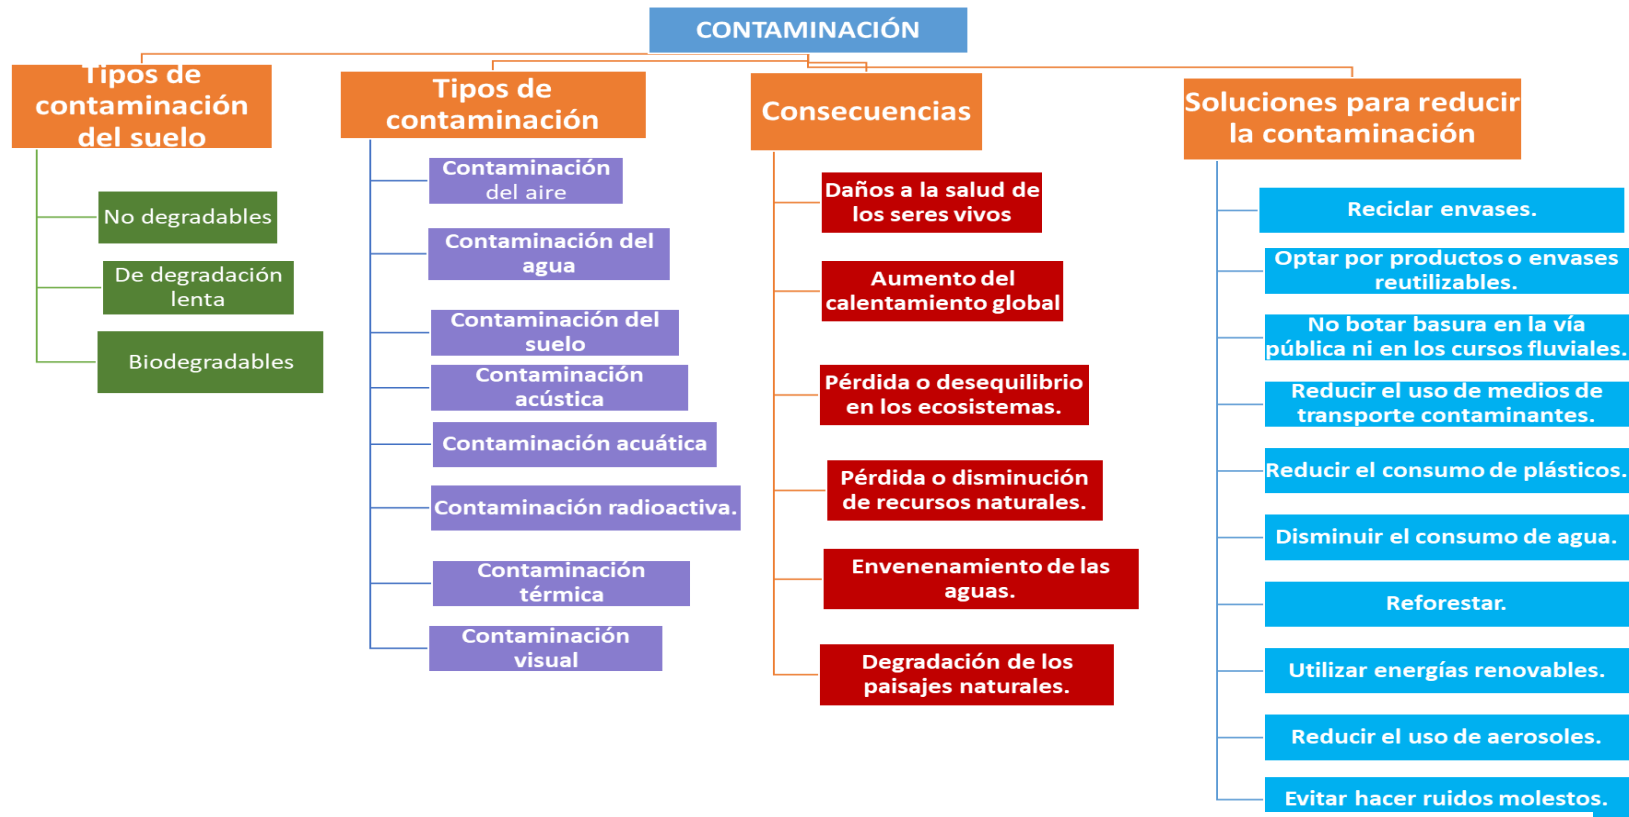 CONTAMINACIÓN
Tipos de
contaminación
del suelo
No degradables
De degradación
lenta
Biodegradables
Tipos de
contaminación
Contaminación
del aire
Contaminación del
agua
Contaminación del
suelo
Contaminación
acústica
Contaminación acuática
Contaminación radioactiva.
Contaminación
térmica
Contaminación
visual
Consecuencias
Daños a la salud de
los seres vivos
Aumento del
calentamiento global
Pérdida o desequilibrio
en los ecosistemas.
Pérdida o disminución
de recursos naturales.
Envenenamiento de las
aguas.
Degradación de los
paisajes naturales.
Soluciones para reducir
la contaminación
Reciclar envases.
Optar por productos o envases
reutilizables.
No botar basura en la vía
pública ni en los cursos fluviales.
Reducir el uso de medios de
transporte contaminantes.
Reducir el consumo de plásticos.
Disminuir el consumo de agua.
Reforestar.
Utilizar energías renovables.
Reducir el uso de aerosoles.
Evitar hacer ruidos molestos.